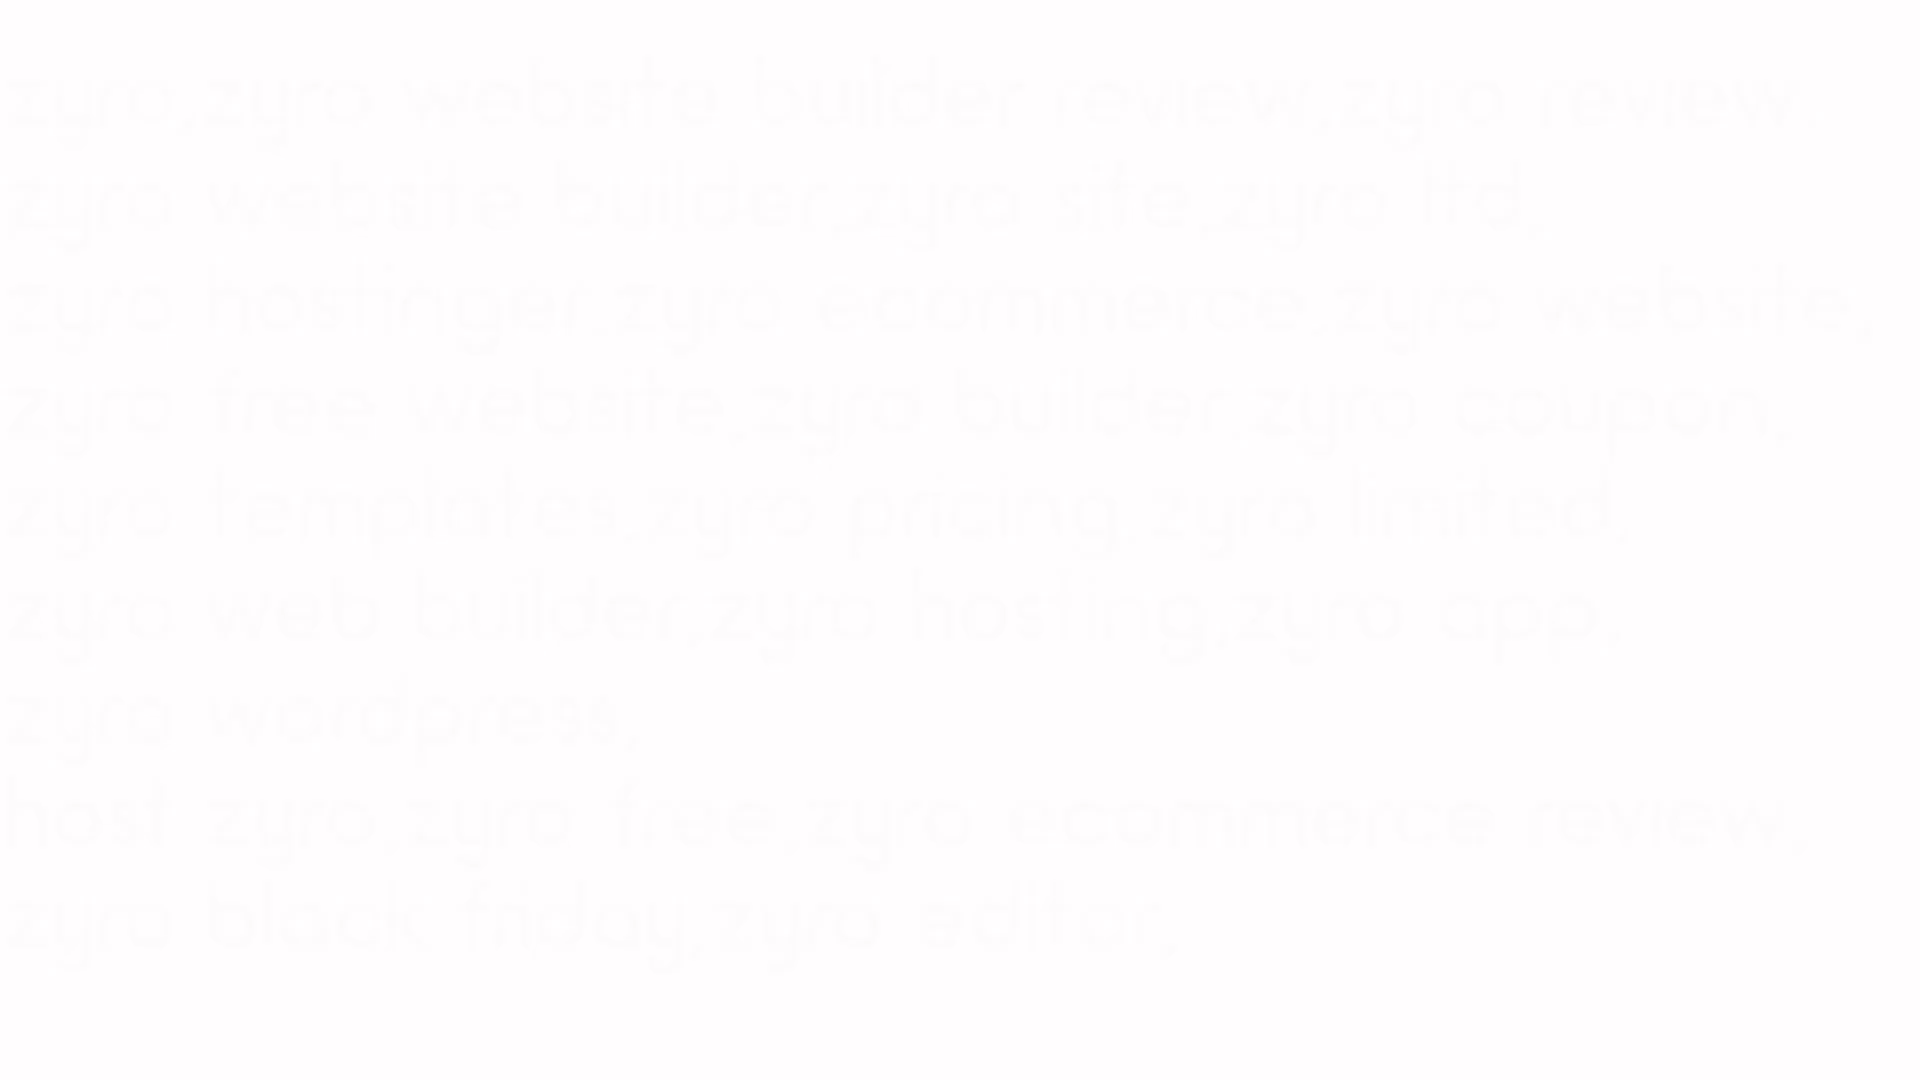 zyro,zyro website builder review,zyro review,
zyro website builder,zyro site,zyro ltd,
zyro hostinger,zyro ecommerce,zyro website,
zyro free website,zyro builder,zyro coupon,
zyro templates,zyro pricing,zyro limited,
zyro web builder,zyro hosting,zyro app,
zyro wordpress,
host zyro,zyro free,zyro ecommerce review,
zyro black friday,zyro editor,